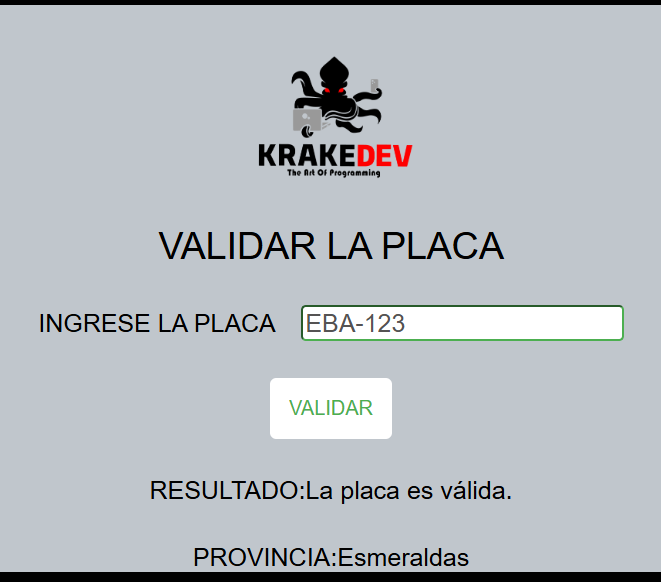 KRAKEDEV
The Art Of Programming
VALIDAR LA PLACA
INGRESE LA PLACA EBA-123
VALIDAR
RESULTADO:La placa es válida.
PROVINCIA:Esmeraldas